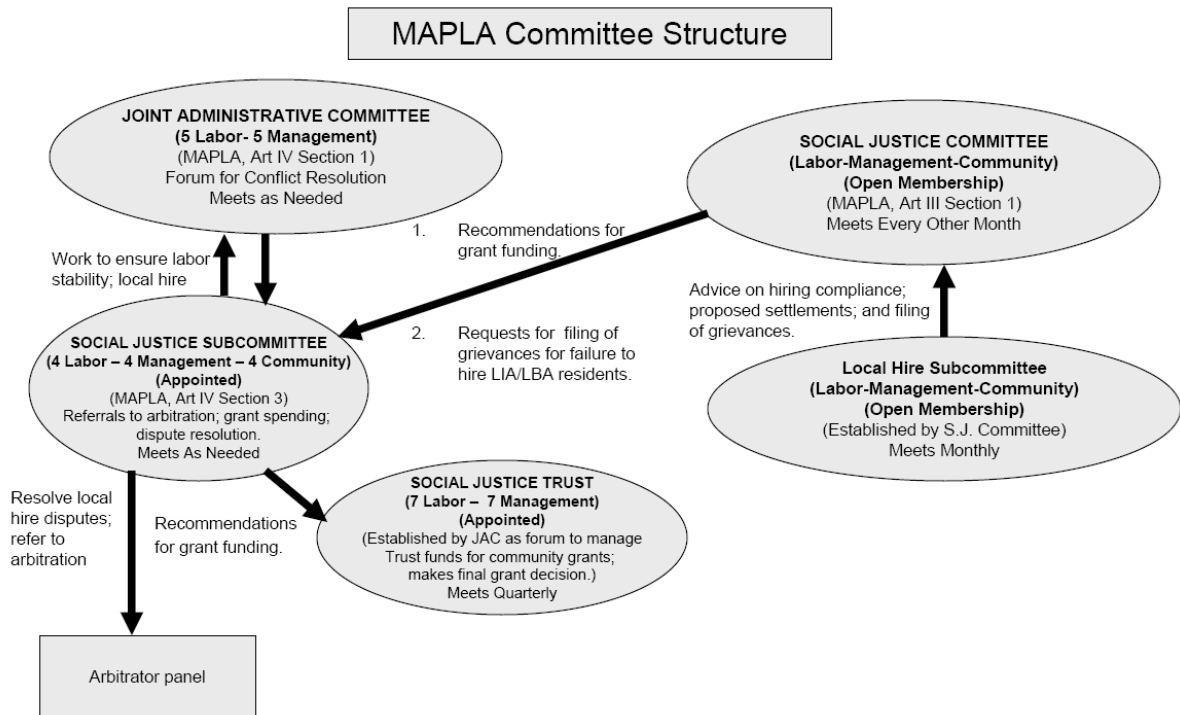 MAPLA Committee Structure
JOINT ADMINISTRATIVE COMMITTEE
(5 Labor- 5 Management)
(MAPLA, Art IV Section 1)
Forum for Conflict Resolution
Meets as Needed
SOCIAL JUSTICE COMMITTEE
(Labor-Management-Community)
(Open Membership)
(MAPLA, Art III Section 1)
Meets Every Other Month
1. Recommendations for
grant funding.
Work to ensure labor
stability; local hire
Advice on hiring compliance;
proposed settlements; and filing
of grievances.
2. Requests for filing of
grievances for failure to
hire LIA/LBA residents.
SOCIAL JUSTICE SUBCOMMITTEE
(4 Labor – 4 Management – 4 Community)
(Appointed)
(MAPLA, Art IV Section 3)
Referrals to arbitration; grant spending;
dispute resolution.
Meets As Needed
Local Hire Subcommittee
(Labor-Management-Community)
(Open Membership)
(Established by S.J. Committee)
Meets Monthly
Resolve local
hire disputes;
refer to
arbitration
Recommendations
for grant funding.
SOCIAL JUSTICE TRUST
(7 Labor – 7 Management)
(Appointed)
(Established by JAC as forum to manage
Trust funds for community grants;
makes final grant decision.)
Meets Quarterly
Arbitrator panel